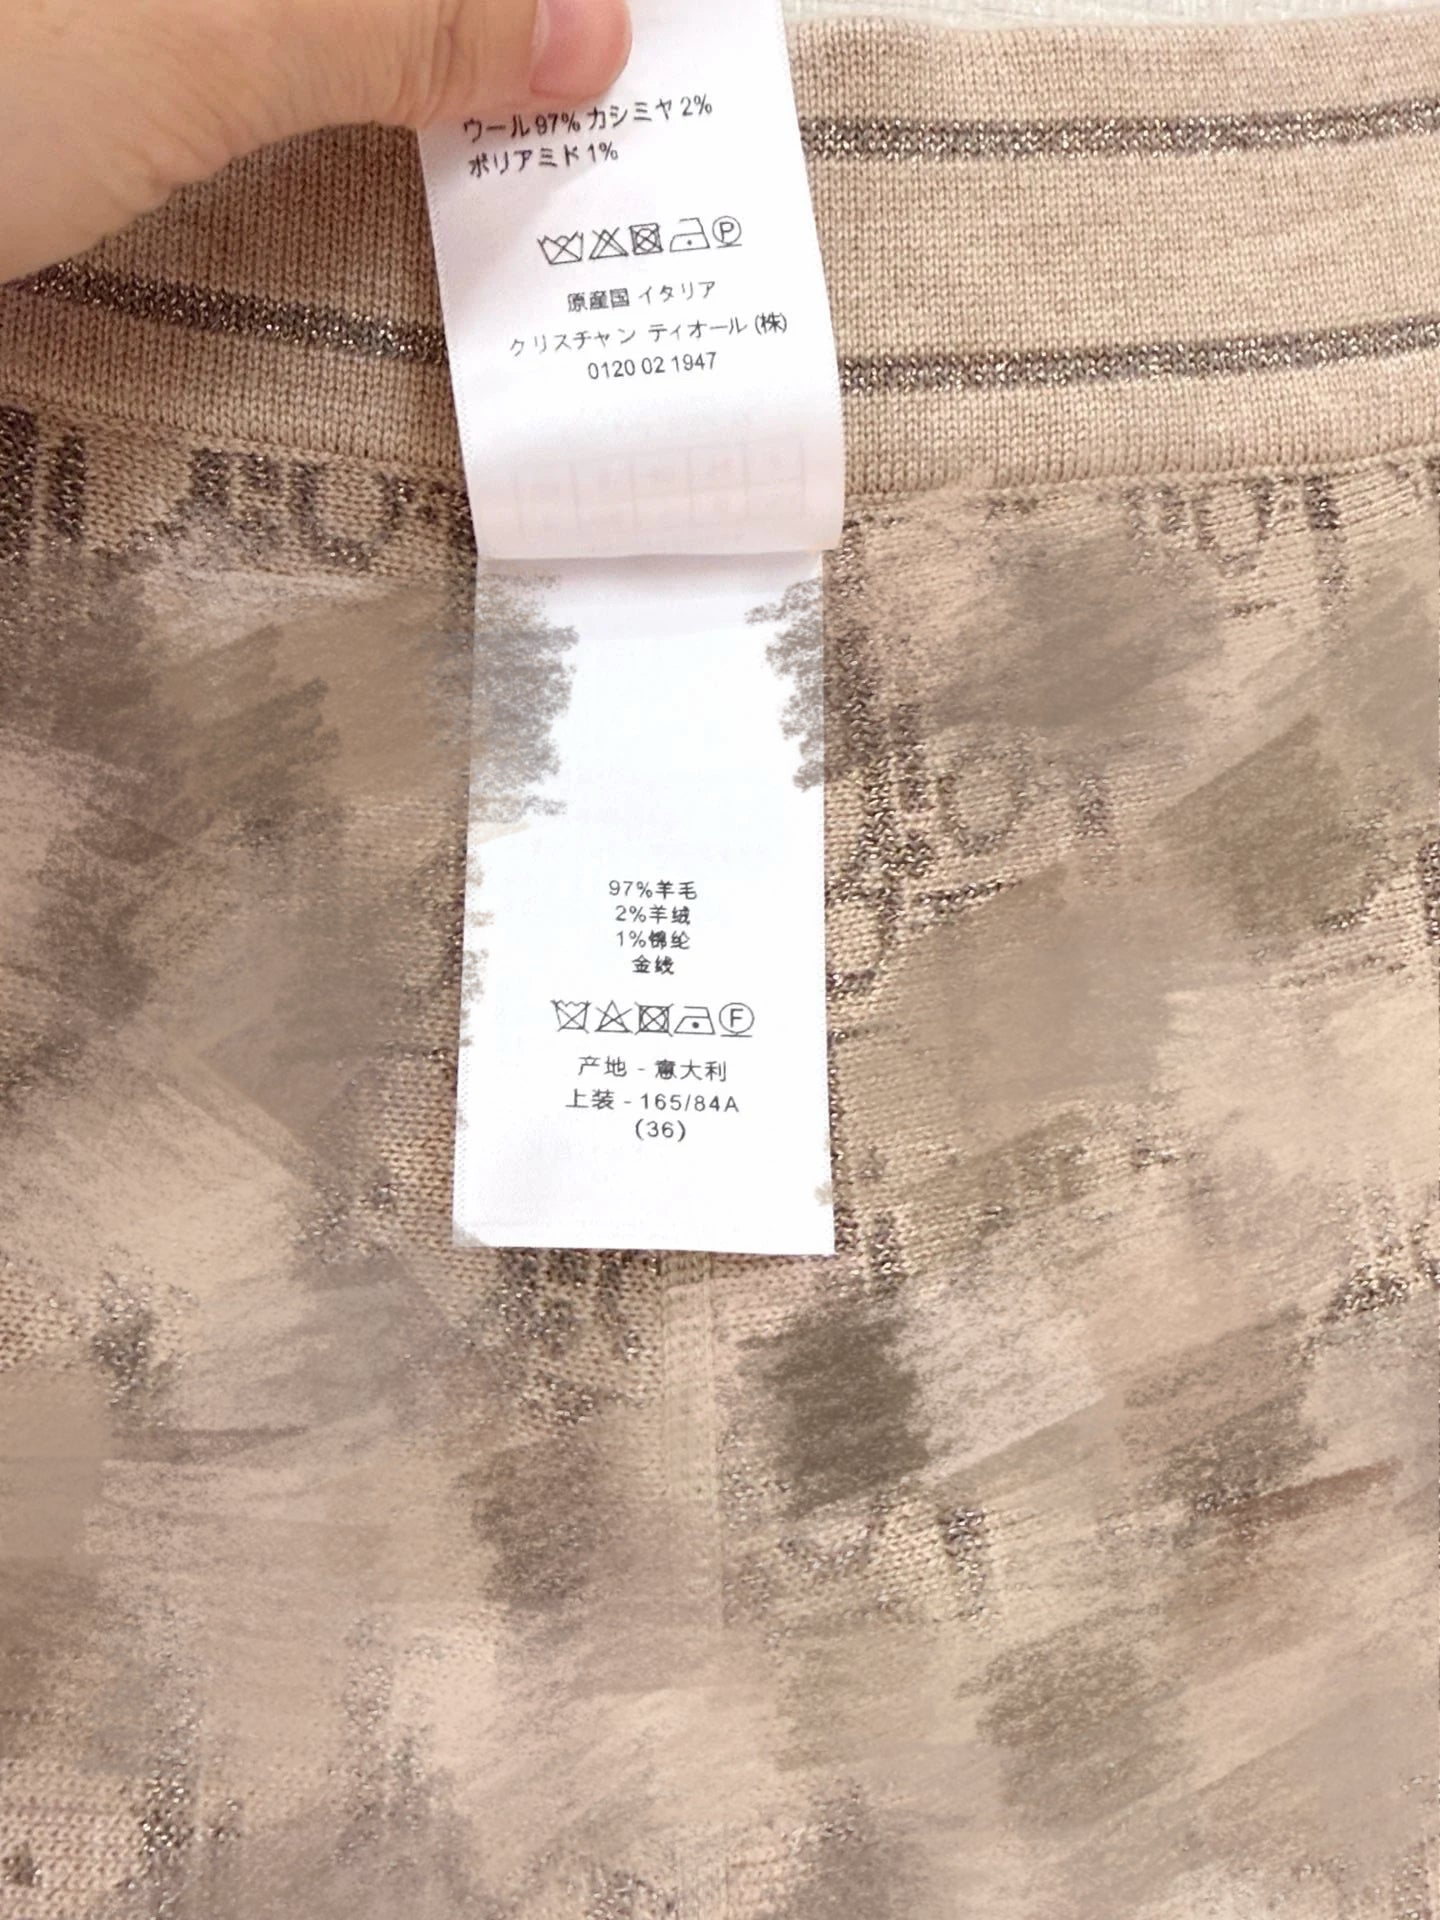 ウール 97% カシミヤ 2%
ポリアミド 1%
P
原産国 イタリア
クリスチャン ディオール (株)
0120 02 1947
97%羊毛
2%羊绒
1%锦纶
金线
F
产地 - 意大利
上装 - 165/84A
(36)